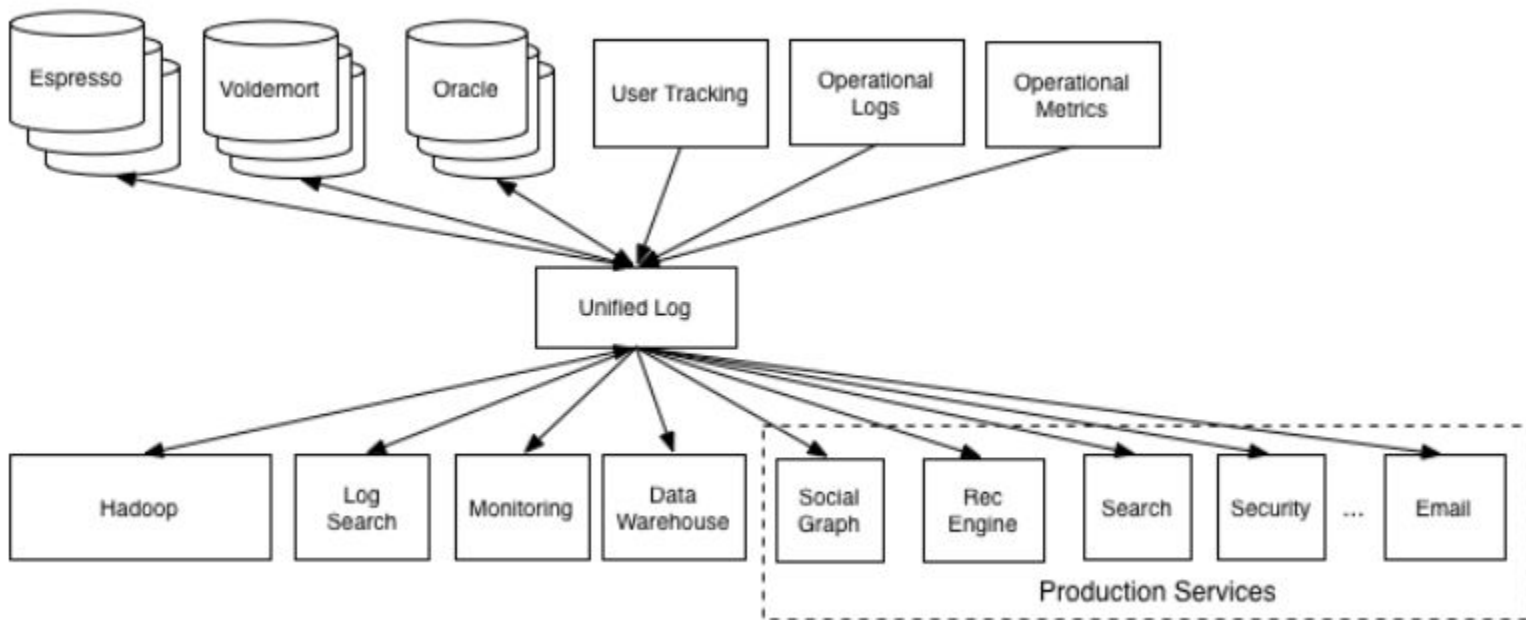 Espresso
Voldemort
Oracle
User Tracking
Operational
Logs
Operational
Metrics
Unified Log
Hadoop
Log
Search
Monitoring
Data
Warehouse
Social
Graph
Rec
Engine
Search
Security
...
Email
Production Services